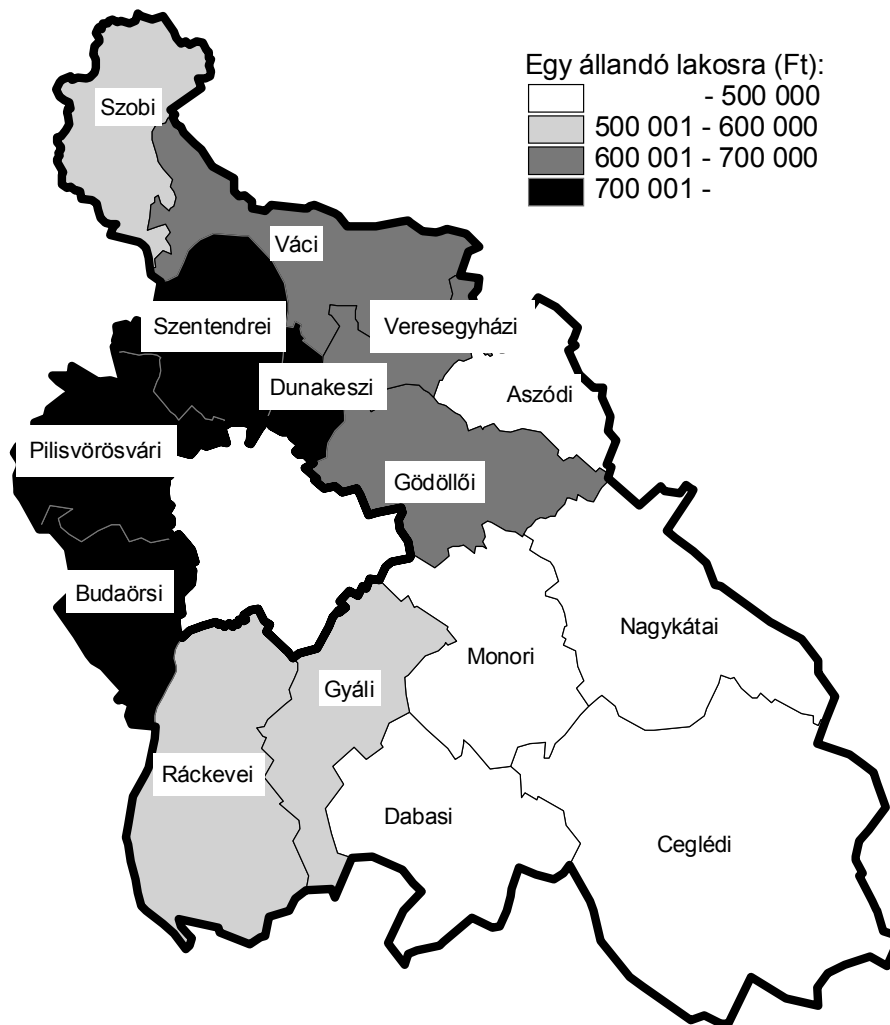 Egy állandó lakosra (Ft):
- 500 000
500 001 - 600 000
600 001 - 700 000
700 001 -
Szobi
Váci
Szentendrei
Veresegyházi
Dunakeszi
Aszódi
Pilisvörösvári
Gödöllői
Budaörsi
Nagykátai
Monori
Gyáli
Ráckevei
Dabasi
Ceglédi